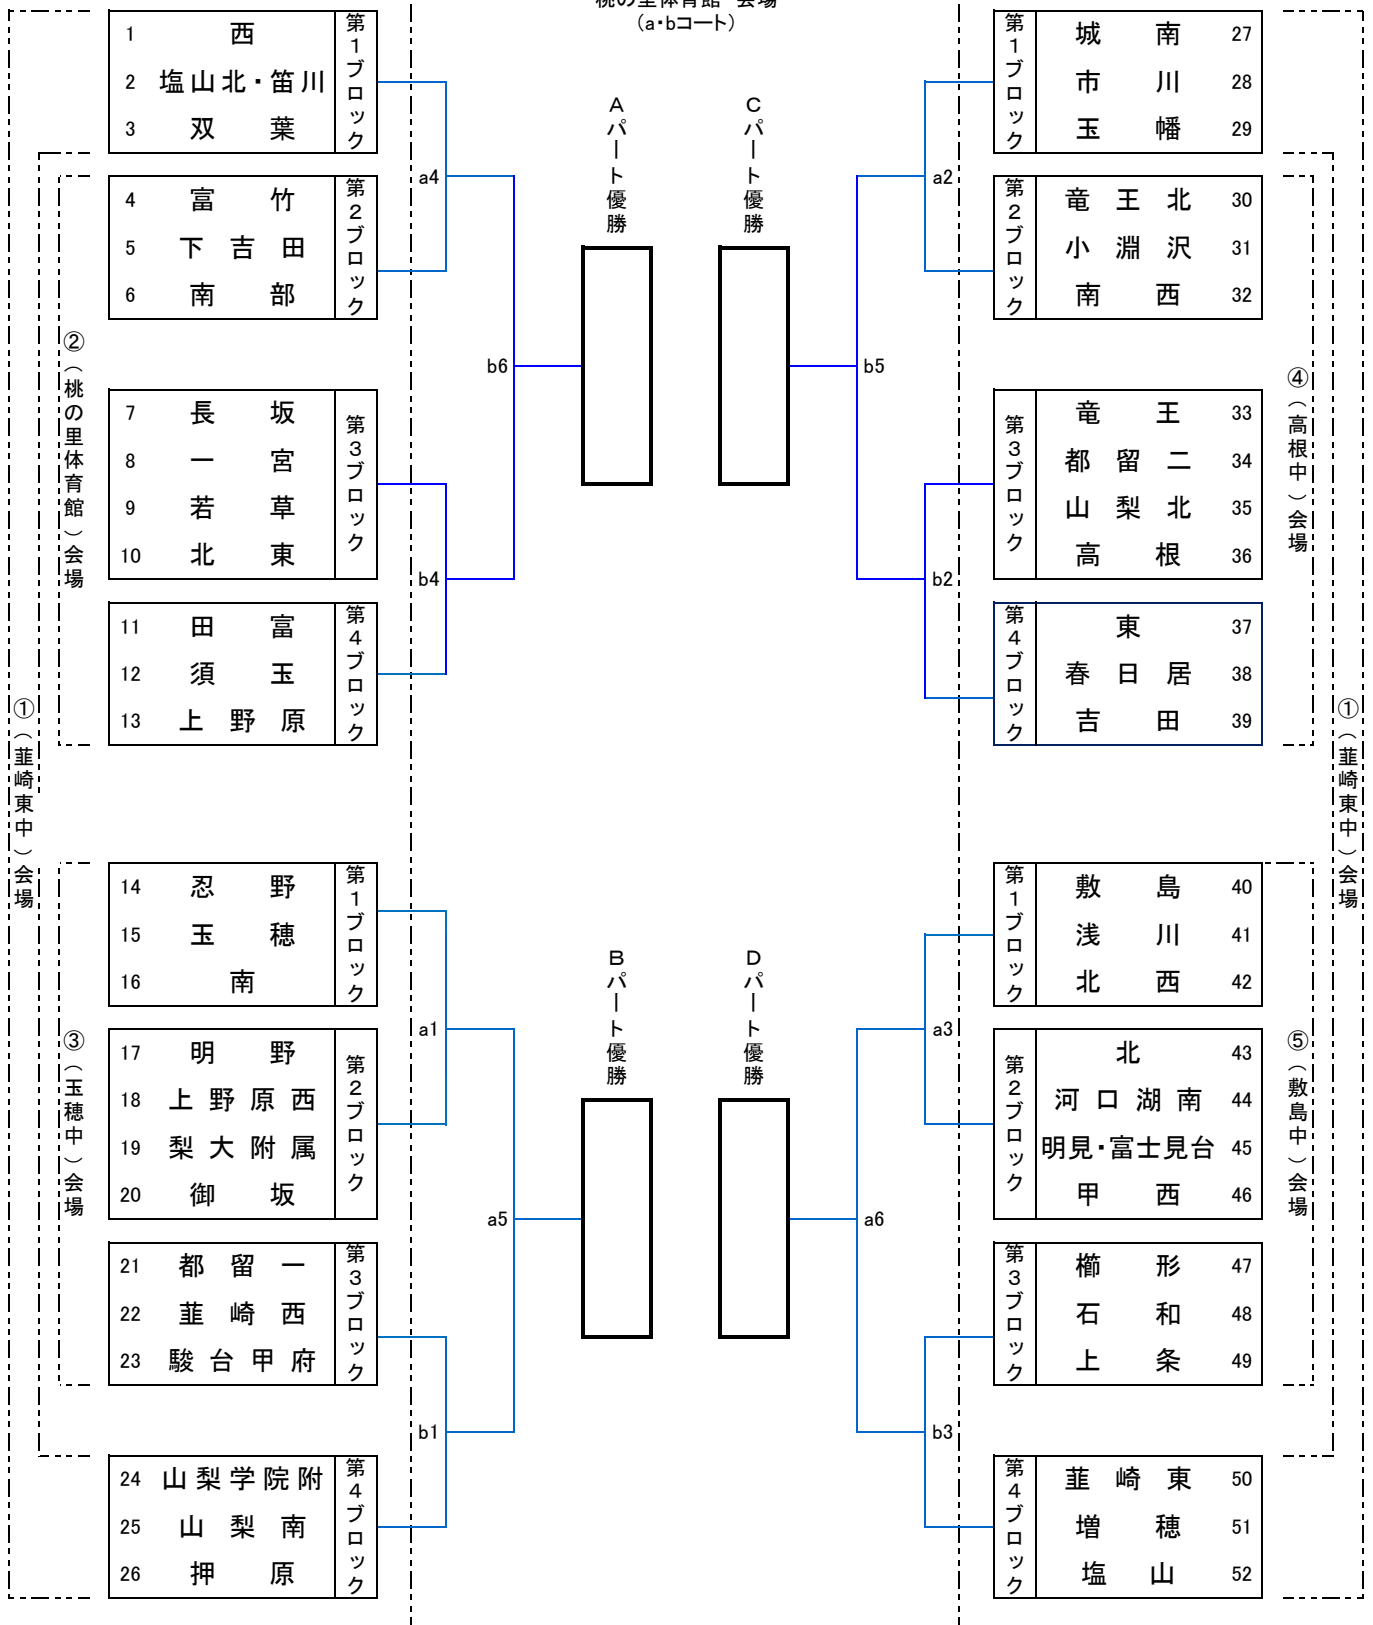 桃の里体育館 会場
（a・bコート）
①（韮崎東中）会場
②（桃の里体育館）会場
③（玉穂中）会場
1 西
2 塩山北・笛川
3 双葉
第1ブロック
4 富竹
5 下吉田
6 南部
第2ブロック
7 長坂
8 一宮
9 若草
10 北東
第3ブロック
11 田富
12 須玉
13 上野原
第4ブロック
14 忍野
15 玉穂
16 南
第1ブロック
17 明野
18 上野原西
19 梨大附属
20 御坂
第2ブロック
21 都留一
22 韮崎西
23 駿台甲府
第3ブロック
24 山梨学院附
25 山梨南
26 押原
第4ブロック
a4
b6
b4
a1
a5
b1
Aパート優勝
Cパート優勝
Bパート優勝
Dパート優勝
a2
b5
b2
a3
a6
b3
第1ブロック
城南 27
市川 28
玉幡 29
第2ブロック
竜王北 30
小淵沢 31
南西 32
第3ブロック
竜王 33
都留二 34
山梨北 35
高根 36
第4ブロック
東 37
春日居 38
吉田 39
第1ブロック
敷島 40
浅川 41
北西 42
第2ブロック
北 43
河口湖南 44
明見・富士見台 45
甲西 46
第3ブロック
櫛形 47
石和 48
上条 49
第4ブロック
韮崎東 50
増穂 51
塩山 52
④（高根中）会場
⑤（敷島中）会場
①（韮崎東中）会場